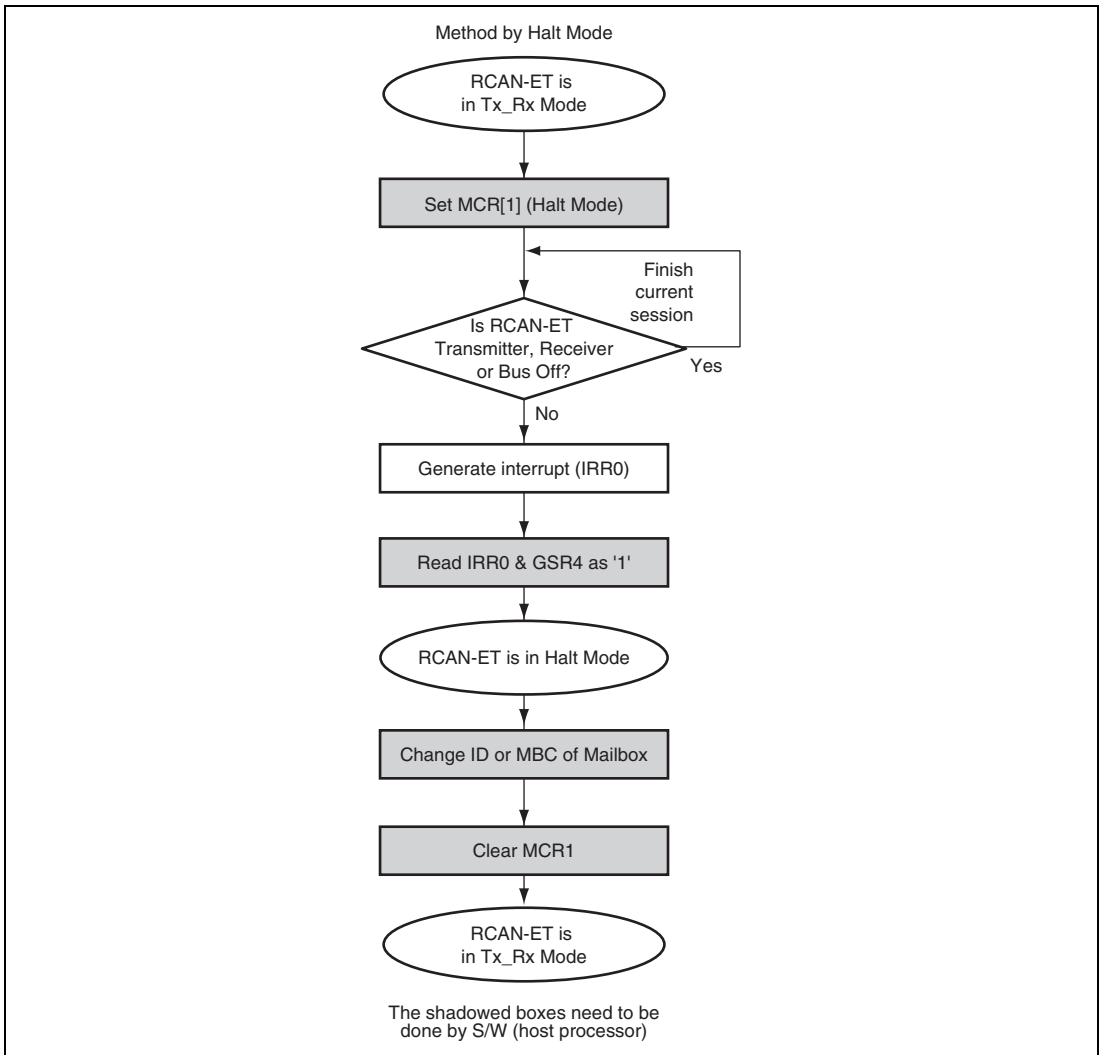 Method by Halt Mode
RCAN-ET is
in Tx_Rx Mode
Set MCR[1] (Halt Mode)
Finish
current
session
Is RCAN-ET
Transmitter, Receiver
or Bus Off?
Yes
No
Generate interrupt (IRR0)
Read IRR0 & GSR4 as '1'
RCAN-ET is in Halt Mode
Change ID or MBC of Mailbox
Clear MCR1
RCAN-ET is
in Tx_Rx Mode
The shadowed boxes need to be
done by S/W (host processor)